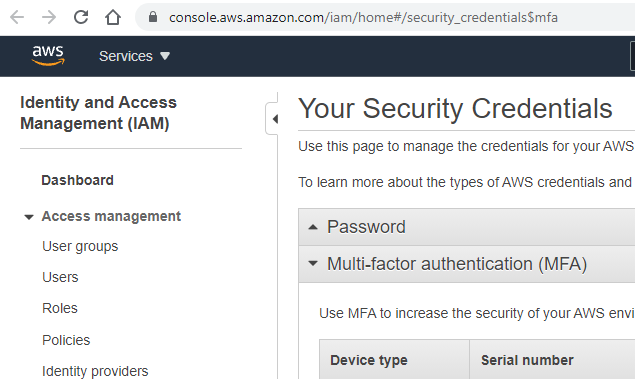 console.aws.amazon.com/iam/home#/security_credentials$mfa
aws
Services
Identity and Access
Management (IAM)
Dashboard
Access management
User groups
Users
Roles
Policies
Identity providers
Your Security Credentials
Use this page to manage the credentials for your AWS
To learn more about the types of AWS credentials and
Password
Multi-factor authentication (MFA)
Use MFA to increase the security of your AWS envi
Device type
Serial number